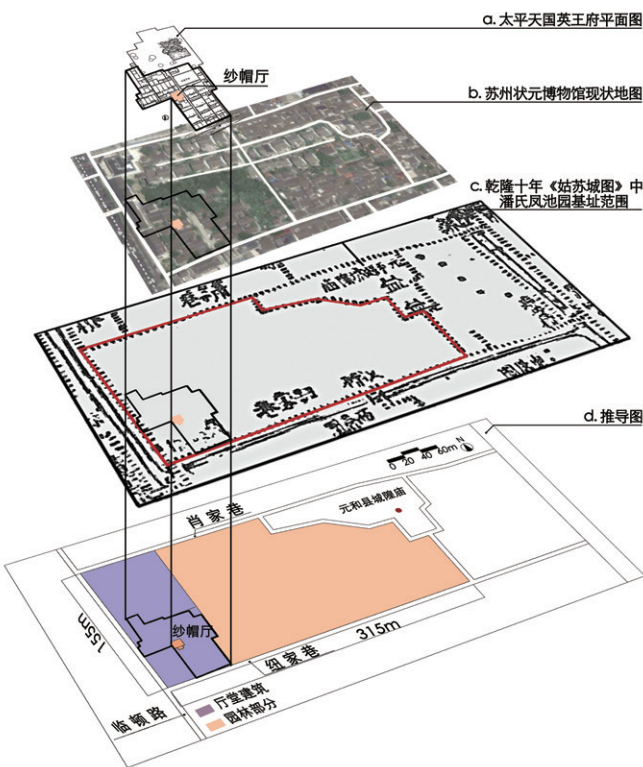 a. 太平天国英王府平面图
纱帽厅
b. 苏州状元博物馆现状地图
c. 乾隆十年《姑苏城图》中
潘氏凤池园基址范围
d. 推导图
N
0 20 40 60m
元和县城隍庙
肖家巷
155m
纱帽厅
315m
纽家巷
临顿路
厅堂建筑
园林部分